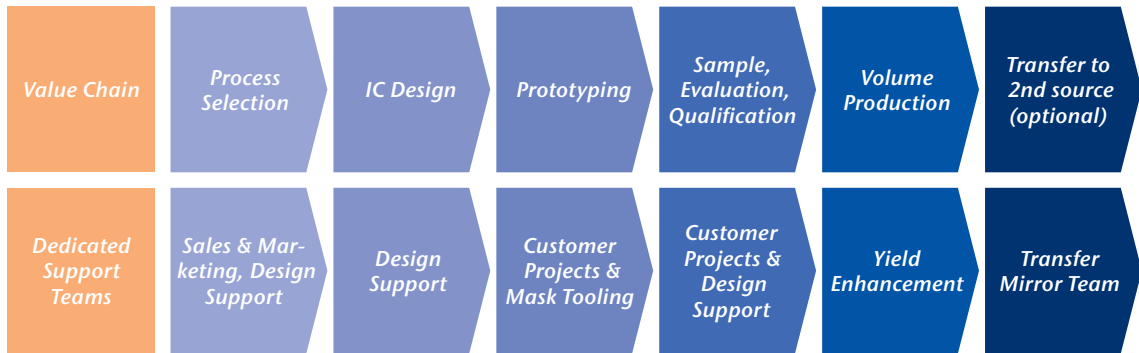 Value Chain
Process
Selection
IC Design
Prototyping
Sample,
Evaluation,
Qualification
Volume
Production
Transfer to
2nd source
(optional)
Dedicated
Support
Teams
Sales & Mar-
keting, Design
Support
Design
Support
Customer
Projects &
Mask Tooling
Customer
Projects &
Design
Support
Yield
Enhancement
Transfer
Mirror Team